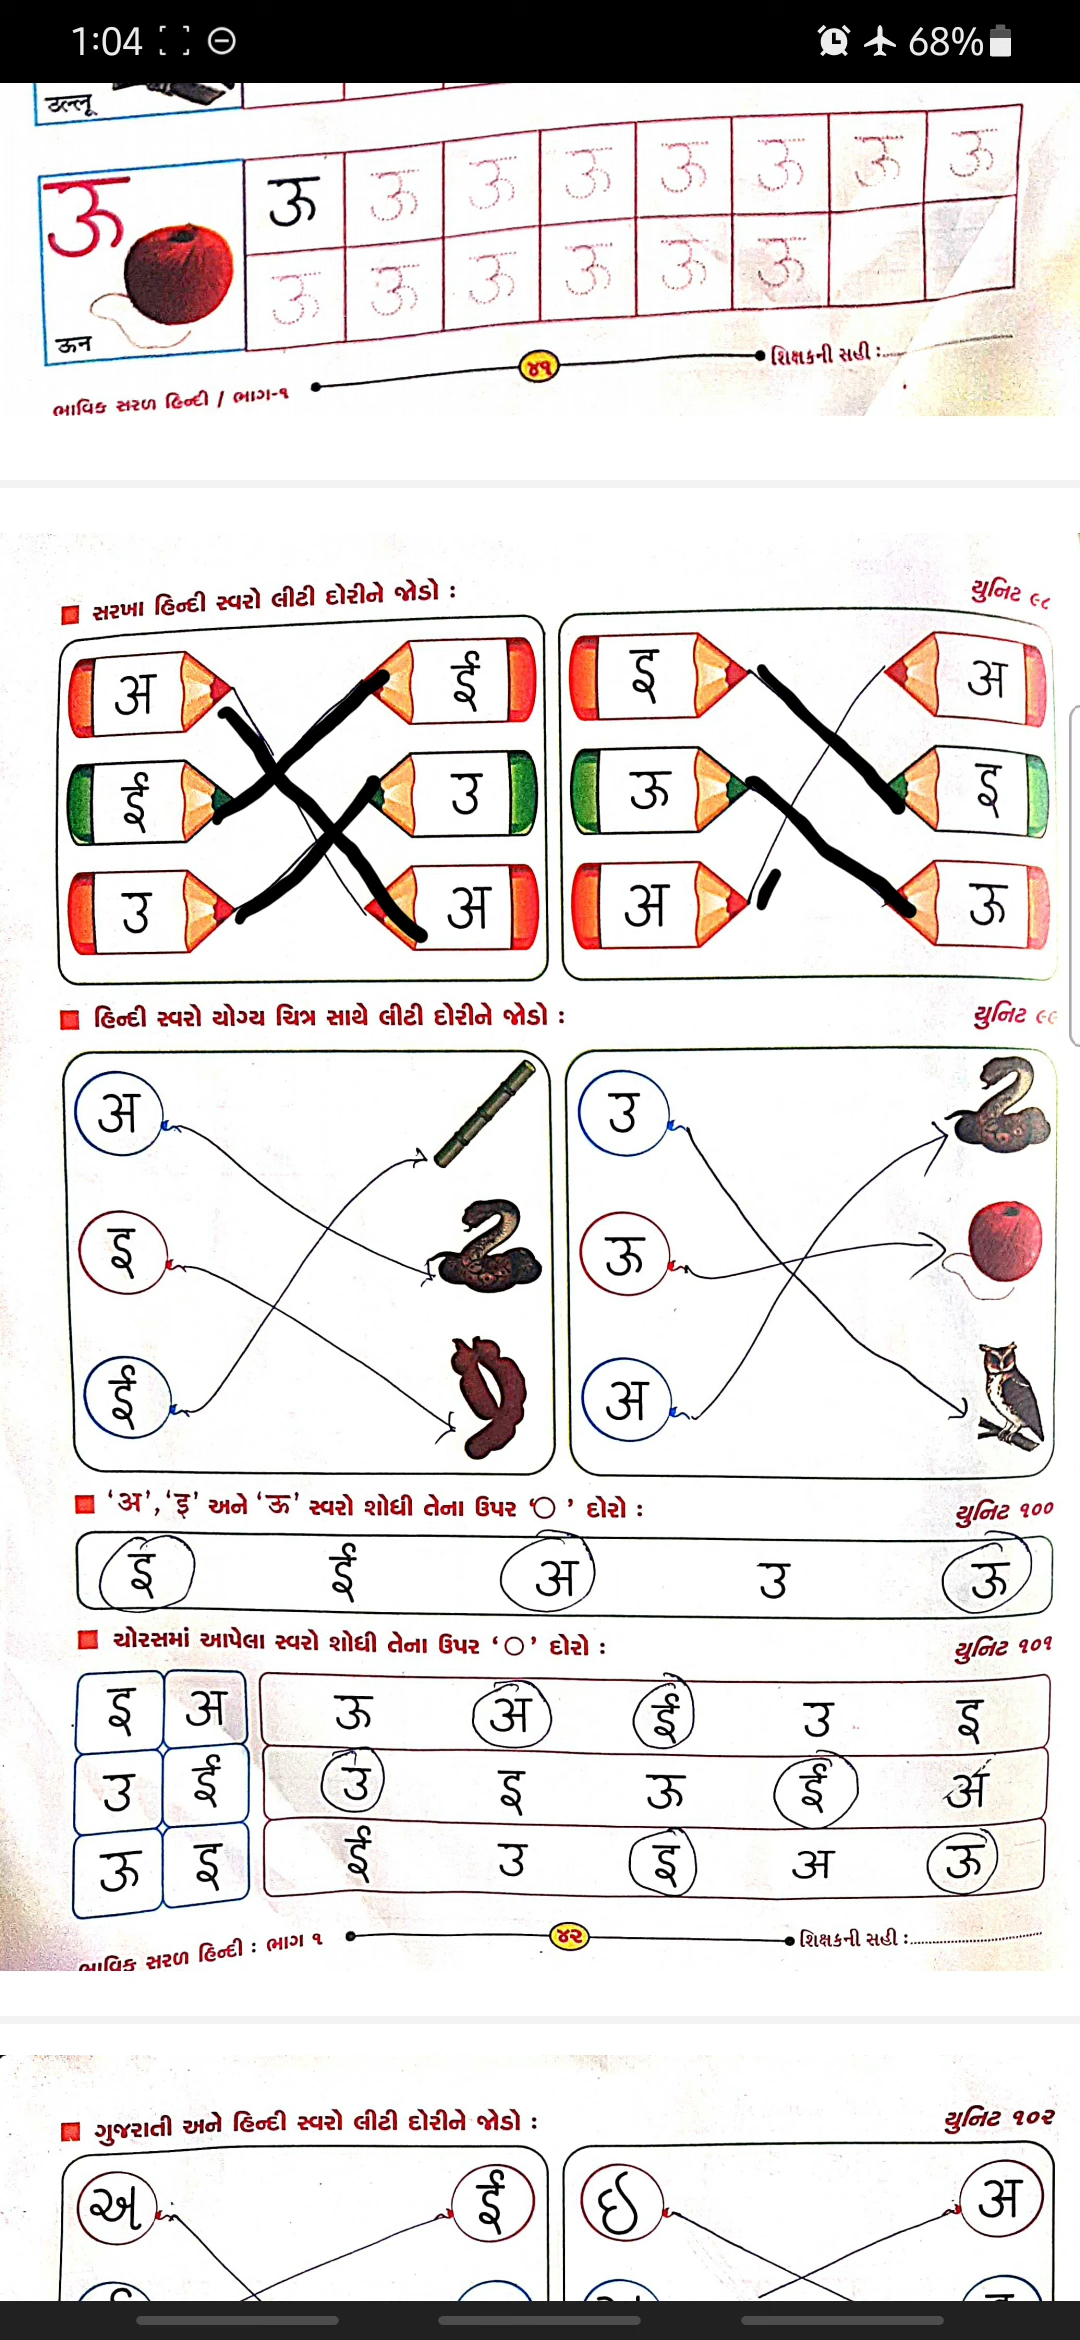 1:04
68%
उल्लू
ऊ ऊ ऊ ऊ ऊ ऊ ऊ ऊ ऊ
ऊ ऊ ऊ ऊ ऊ ऊ
ऊन
ભાવિક સરળ હિન્દી / ભાગ-૧
૪૧
શિક્ષકની સહી :
સરખા હિન્દી સ્વરો લીટી દોરીને જોડો :
યુનિટ ૯૮
अ ई इ अ
ई उ ऊ इ
उ अ अ ऊ
હિન્દી સ્વરો યોગ્ય ચિત્ર સાથે લીટી દોરીને જોડો :
યુનિટ ૯૯
अ उ
इ ऊ
ई अ
‘अ’, ‘इ’ અને ‘ऊ’ સ્વરો શોધી તેના ઉપર ‘○’ દોરો :
યુનિટ ૧૦૦
इ ई अ उ ऊ
ચોરસમાં આપેલા સ્વરો શોધી તેના ઉપર ‘○’ દોરો :
યુનિટ ૧૦૧
इ अ ऊ अ ई उ इ
उ ई उ इ ऊ ई अ
ऊ इ ई उ इ अ ऊ
ભાવિક સરળ હિન્દી : ભાગ ૧
૪૨
શિક્ષકની સહી :
ગુજરાતી અને હિન્દી સ્વરો લીટી દોરીને જોડો :
યુનિટ ૧૦૨
અ ई ઇ अ